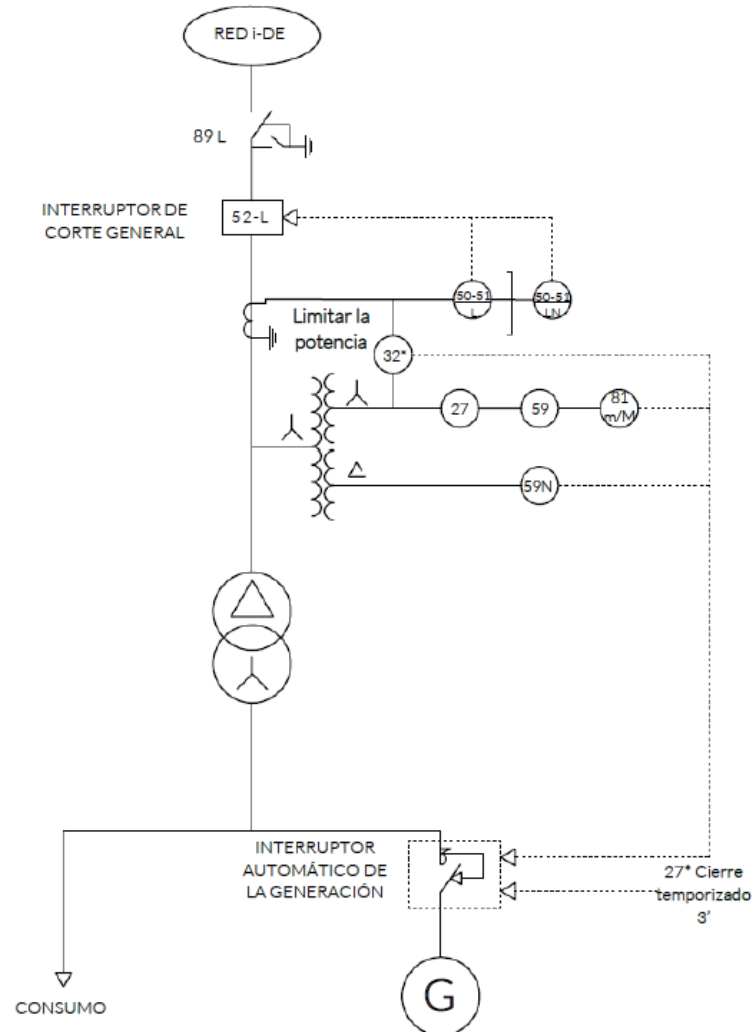 RED i-DE
89 L
INTERRUPTOR DE
CORTE GENERAL
52-L
50-51
L
50-51
LN
Limitar la
potencia
32*
27
59
81
m/M
59N
INTERRUPTOR
AUTOMÁTICO DE
LA GENERACIÓN
27* Cierre
temporizado
3'
G
CONSUMO